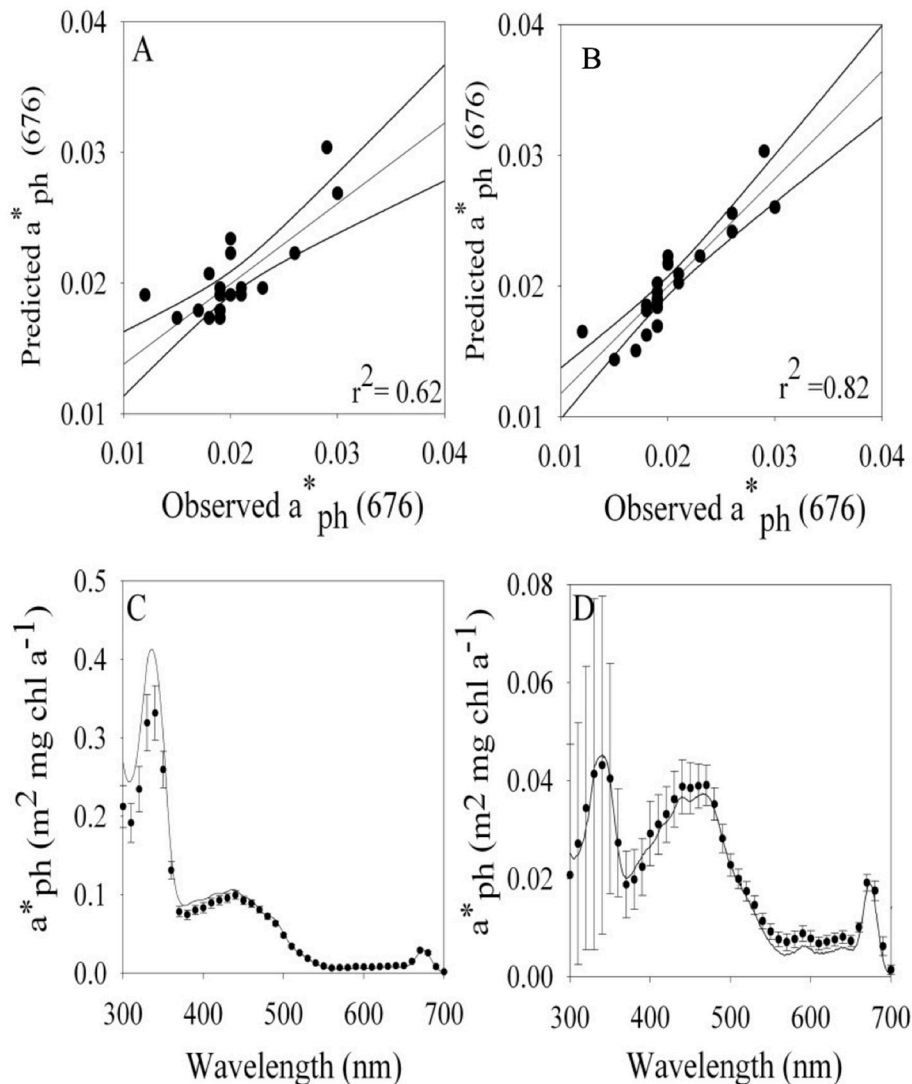 A
0.04
0.03
0.02
0.01
Predicted a*ph (676)
r2 = 0.62
0.01 0.02 0.03 0.04
Observed a*ph (676)
B
0.04
0.03
0.02
0.01
Predicted a*ph (676)
r2 =0.82
0.01 0.02 0.03 0.04
Observed a*ph (676)
C
0.5
0.4
0.3
0.2
0.1
0.0
a*ph (m2 mg chl a-1)
300 400 500 600 700
Wavelength (nm)
D
0.08
0.06
0.04
0.02
0.00
a*ph (m2 mg chl a-1)
300 400 500 600 700
Wavelength (nm)